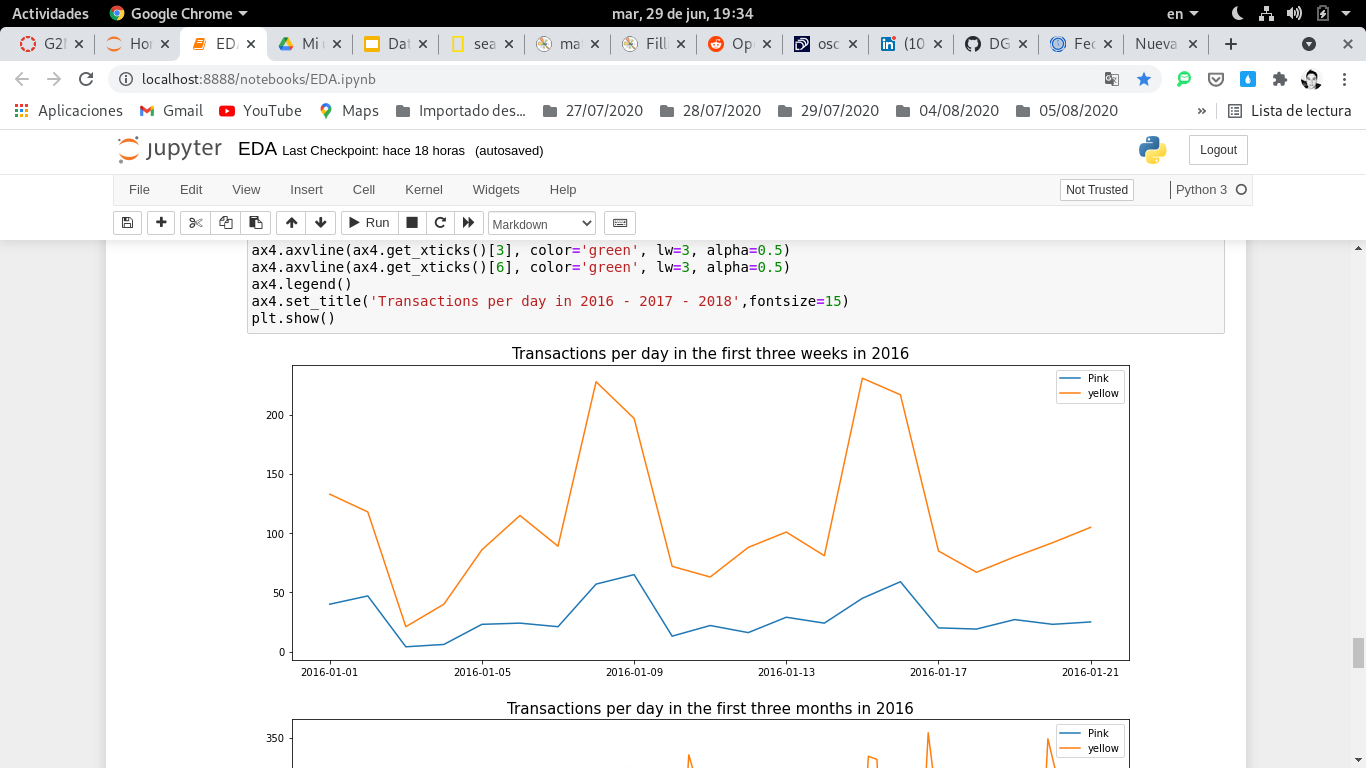 Actividades Google Chrome mar, 29 de jun, 19:34 en
G2M Hor EDA Mi u Dat sea ma Filli Op osc (10 DG Fec Nueva
localhost:8888/notebooks/EDA.ipynb
Aplicaciones Gmail YouTube Maps Importado des... 27/07/2020 28/07/2020 29/07/2020 04/08/2020 05/08/2020 » Lista de lectura
jupyter EDA Last Checkpoint: hace 18 horas (autosaved) Logout
File Edit View Insert Cell Kernel Widgets Help Not Trusted Python 3
Run Markdown
ax4.axvline(ax4.get_xticks()[3], color='green', lw=3, alpha=0.5)
ax4.axvline(ax4.get_xticks()[6], color='green', lw=3, alpha=0.5)
ax4.legend()
ax4.set_title('Transactions per day in 2016 - 2017 - 2018',fontsize=15)
plt.show()
Transactions per day in the first three weeks in 2016
Pink
yellow
200
150
100
50
0
2016-01-01 2016-01-05 2016-01-09 2016-01-13 2016-01-17 2016-01-21
Transactions per day in the first three months in 2016
350
Pink
yellow